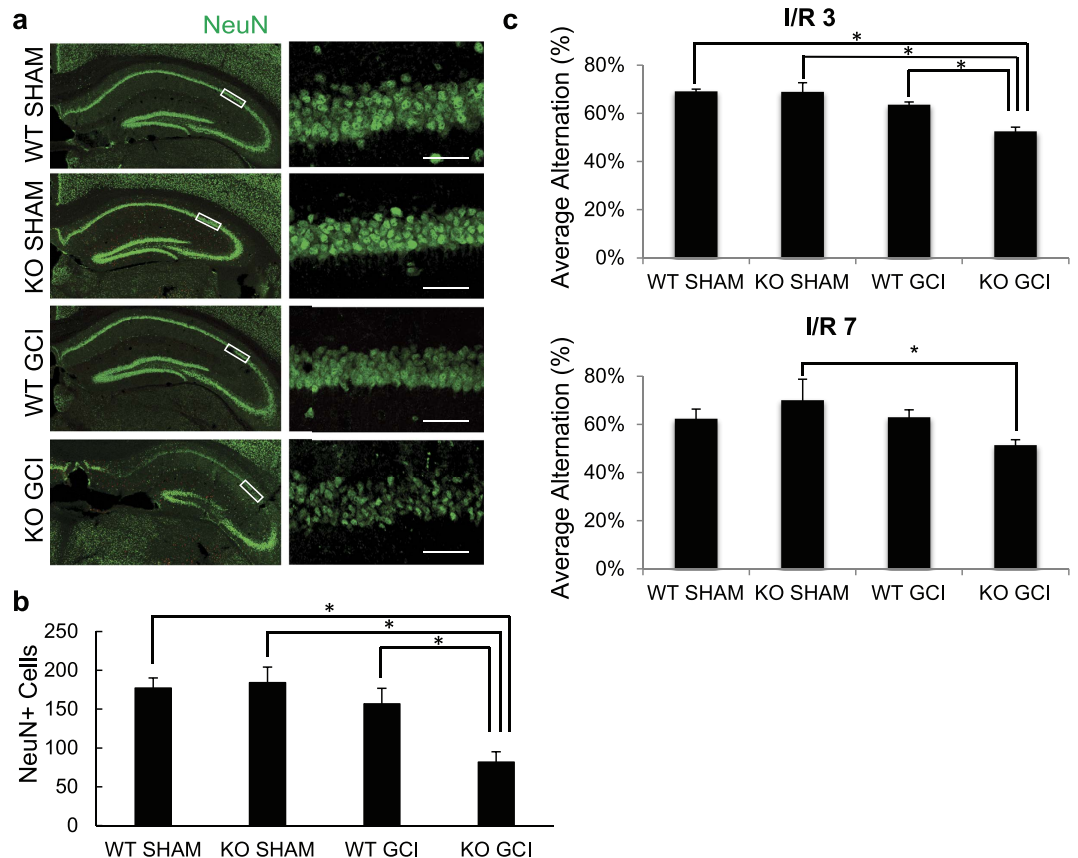 a
NeuN
WT SHAM
KO SHAM
WT GCI
KO GCI
b
NeuN+ Cells
250
200
150
100
50
0
* * *
WT SHAM KO SHAM WT GCI KO GCI
c
I/R 3
Average Alternation (%)
80%
60%
40%
20%
0%
* * *
WT SHAM KO SHAM WT GCI KO GCI
I/R 7
Average Alternation (%)
80%
60%
40%
20%
0%
*
WT SHAM KO SHAM WT GCI KO GCI